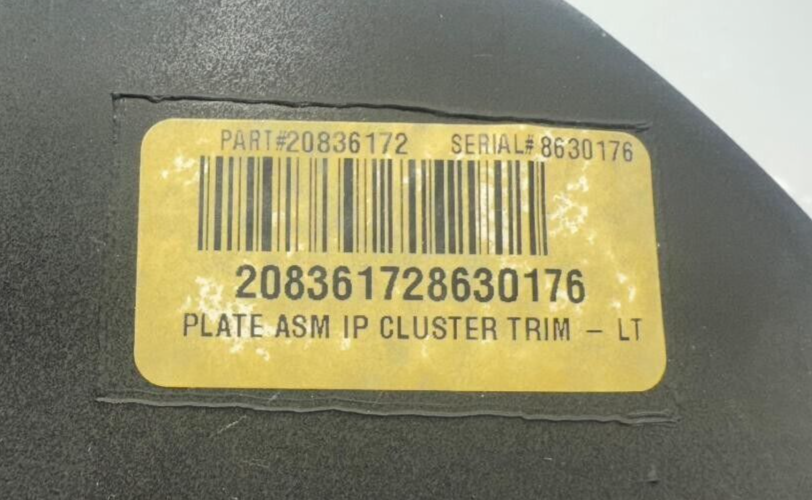 PART#20836172 SERIAL#8630176
208361728630176
PLATE ASM IP CLUSTER TRIM – LT